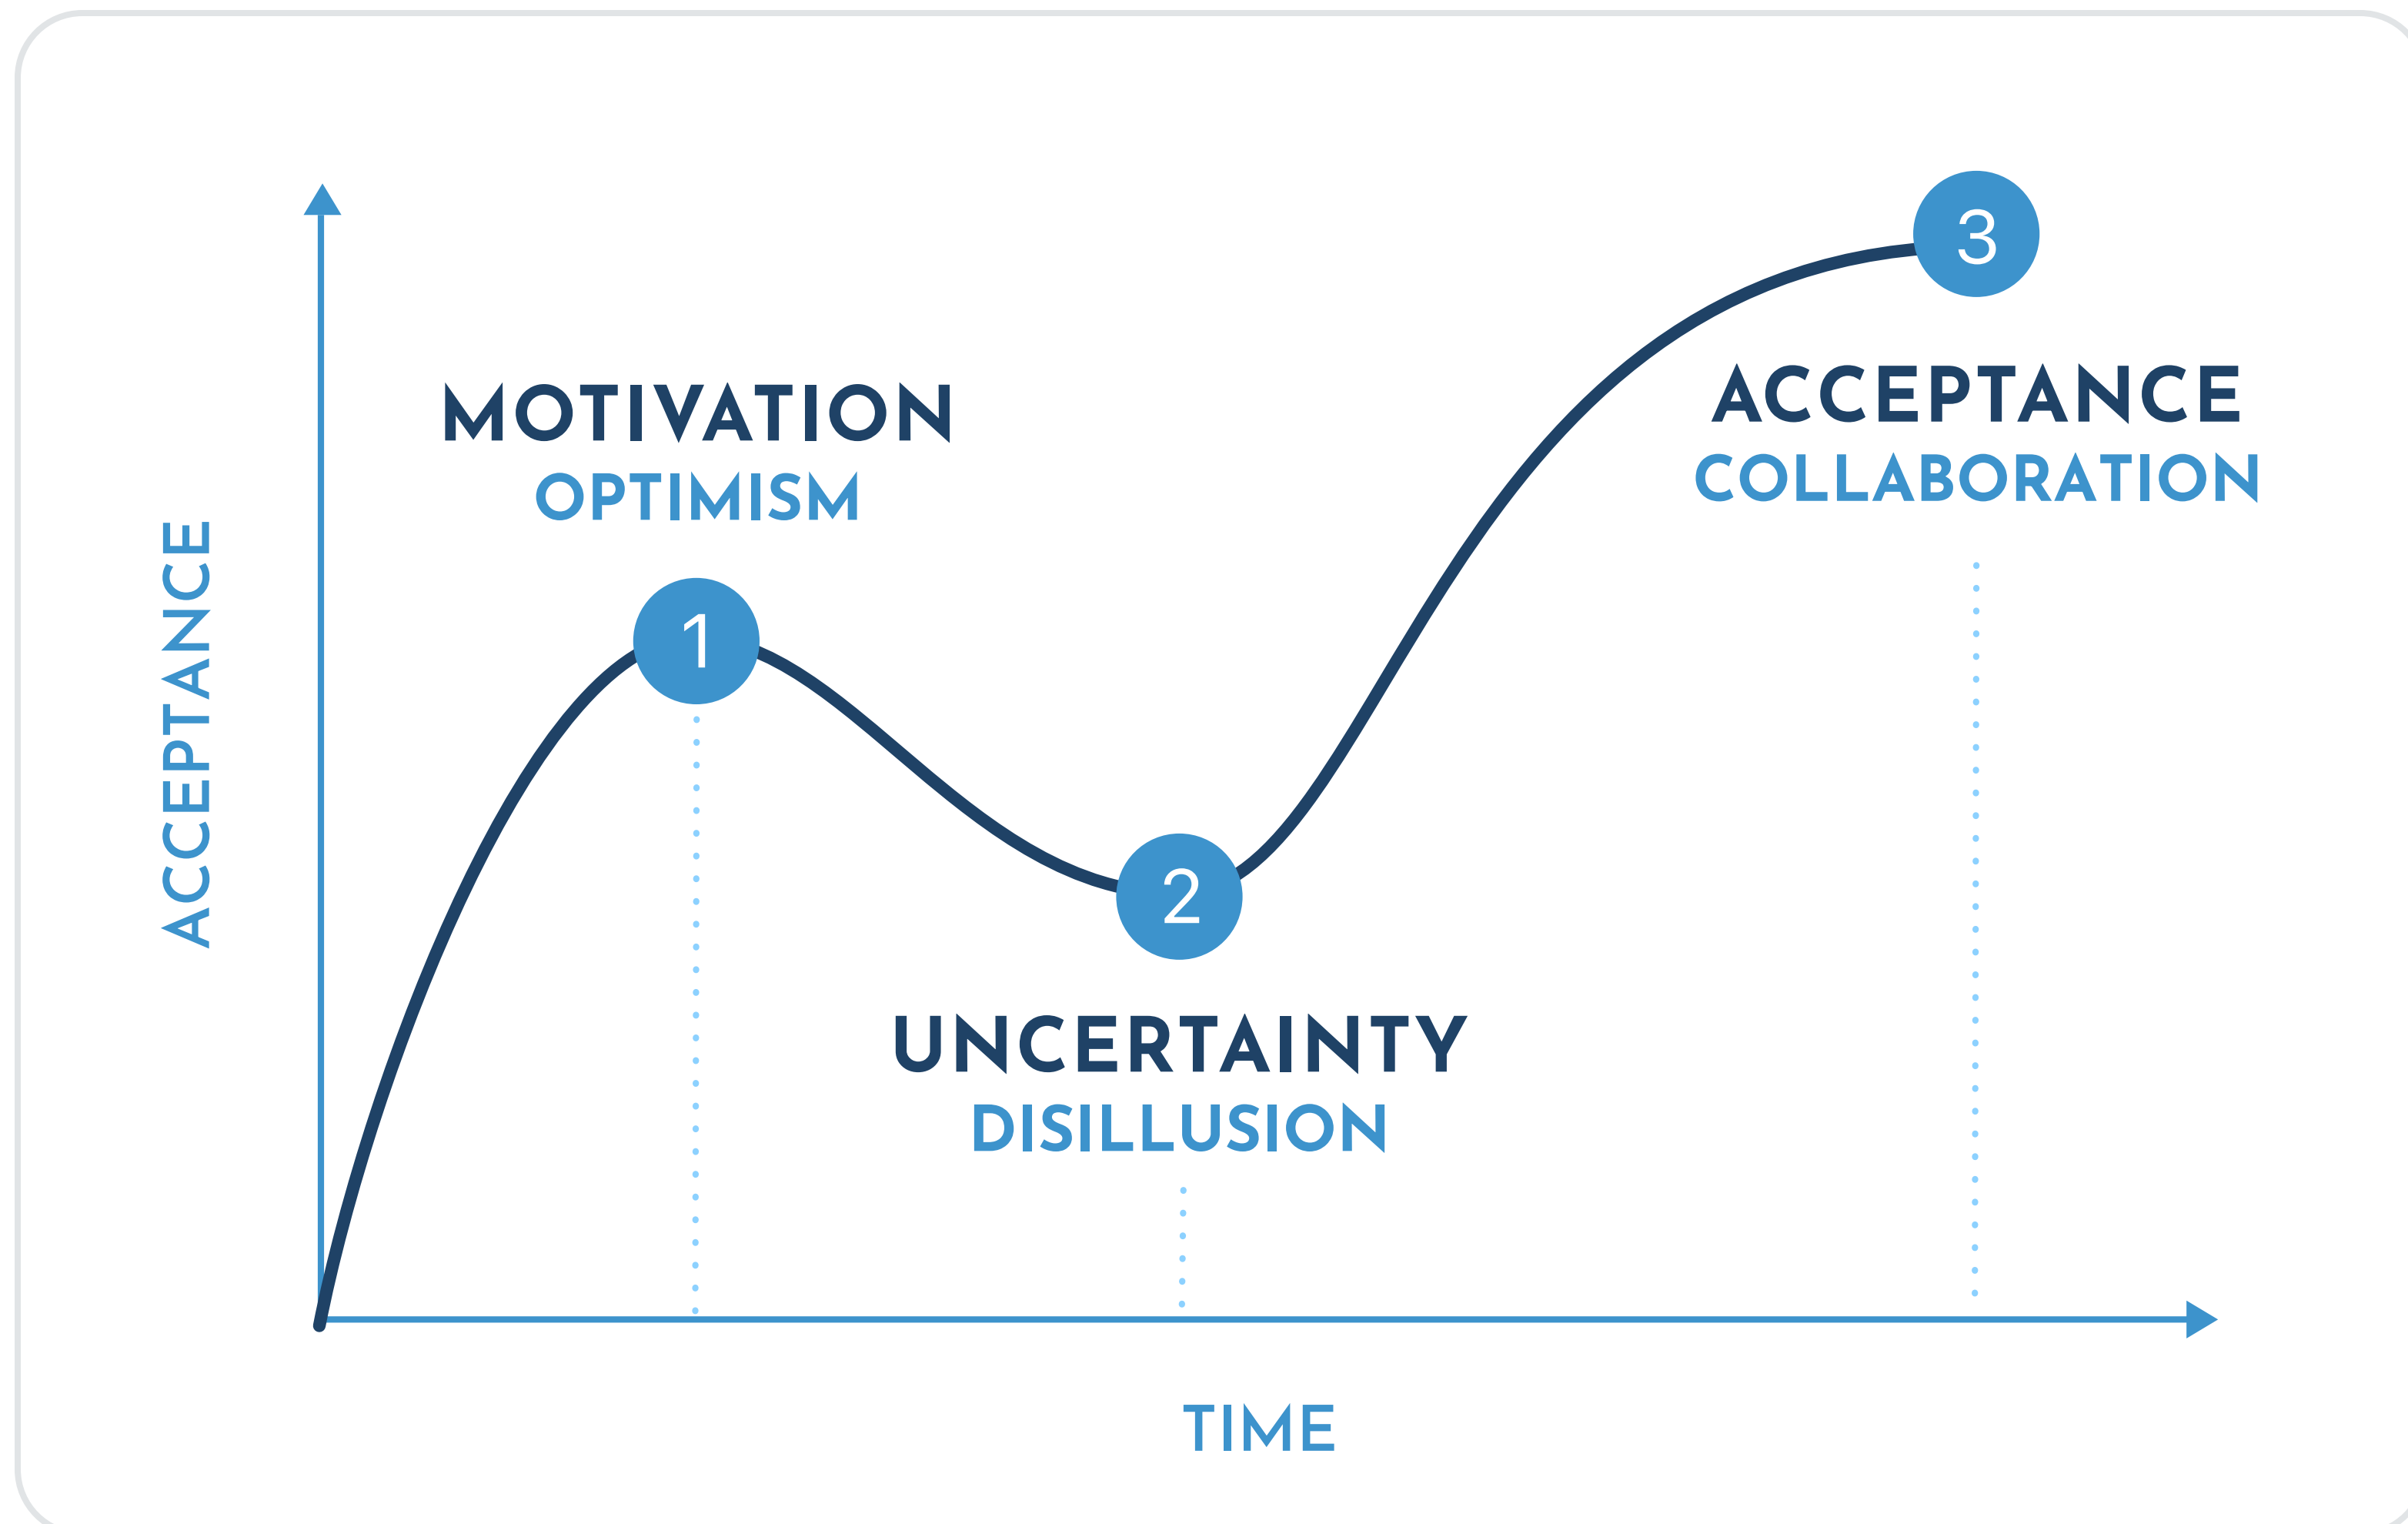 3
ACCEPTANCE
COLLABORATION
MOTIVATION
OPTIMISM
1
ACCEPTANCE
2
UNCERTAINTY
DISILLUSION
TIME